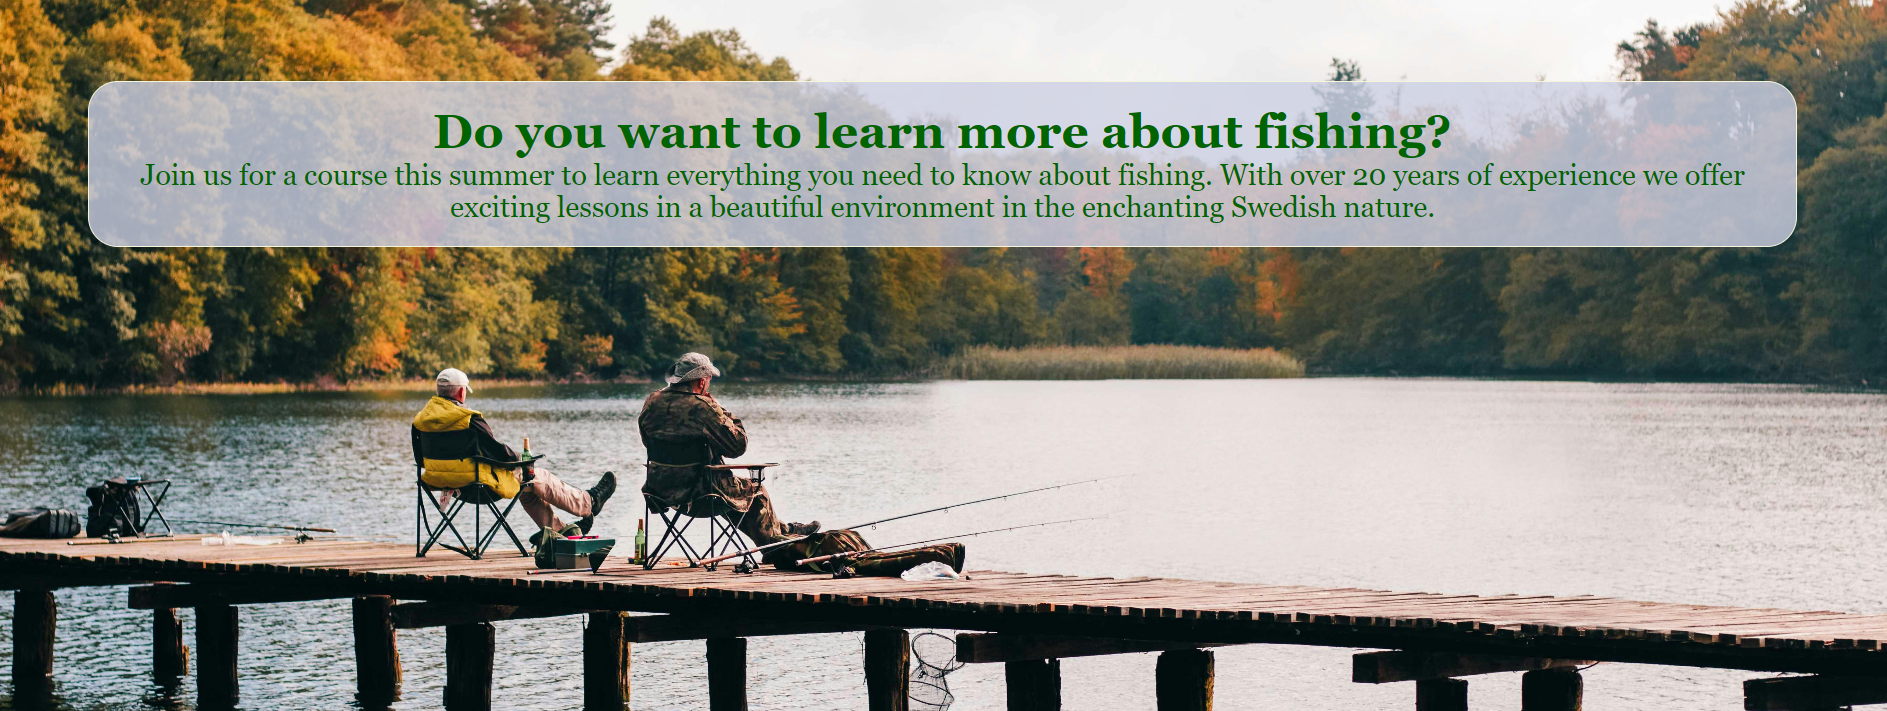 Do you want to learn more about fishing?
Join us for a course this summer to learn everything you need to know about fishing. With over 20 years of experience we offer
exciting lessons in a beautiful environment in the enchanting Swedish nature.